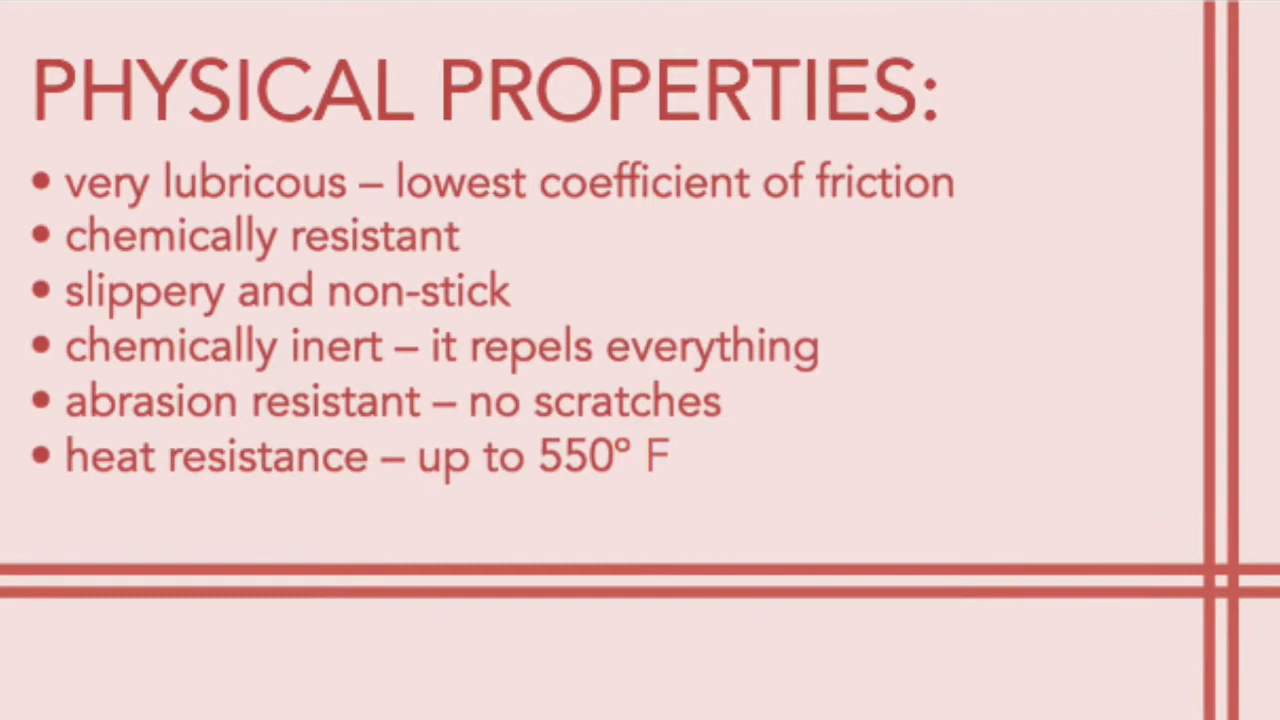 PHYSICAL PROPERTIES:
• very lubricous – lowest coefficient of friction
• chemically resistant
• slippery and non-stick
• chemically inert – it repels everything
• abrasion resistant – no scratches
• heat resistance – up to 550° F